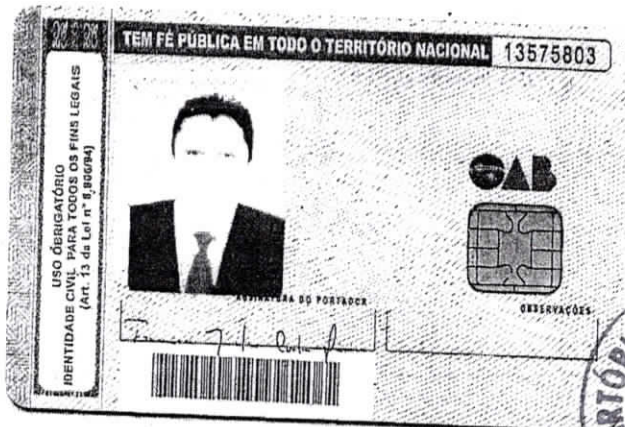 TEM FÉ PÚBLICA EM TODO O TERRITÓRIO NACIONAL 13575803
USO OBRIGATÓRIO
IDENTIDADE CIVIL PARA TODOS OS FINS LEGAIS
(Art. 13 da Lei nº 8.906/94)
OAB
ASSINATURA DO PORTADOR
OBSERVAÇÕES